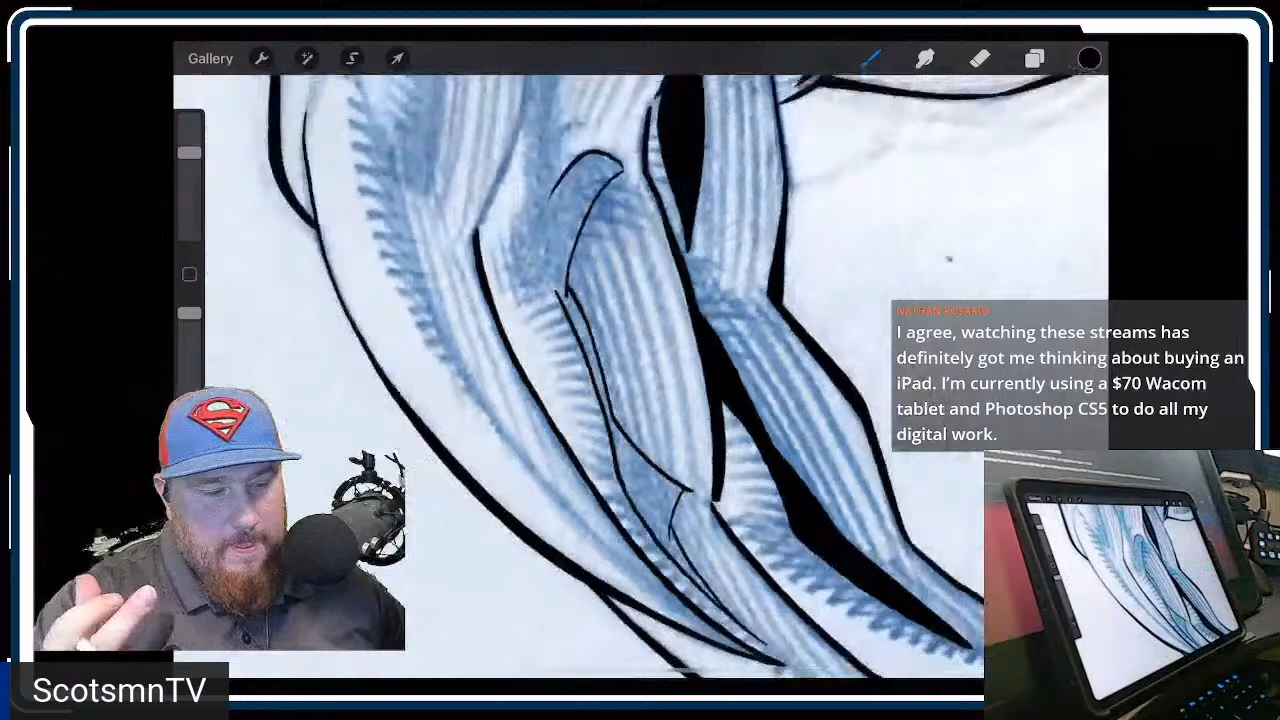 Gallery
NATHAN ROSARIO
I agree, watching these streams has
definitely got me thinking about buying an
iPad. I'm currently using a $70 Wacom
tablet and Photoshop CS5 to do all my
digital work.
ScotsmnTV